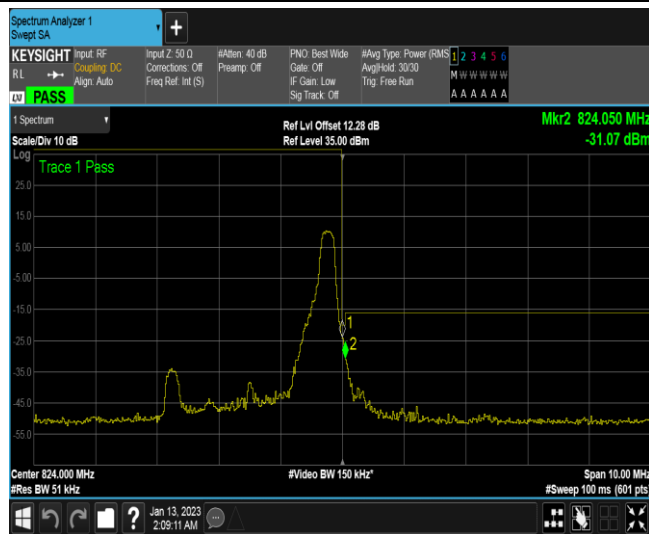 Spectrum Analyzer 1
Swept SA
+
KEYSIGHT Input: RF Input Z: 50 Ω #Atten: 40 dB PNO: Best Wide #Avg Type: Power (RMS 1 2 3 4 5 6
RL Coupling: DC Corrections: Off Preamp: Off Gate: Off Avg|Hold: 30/30 M W W W W W
Align: Auto Freq Ref: Int (S) IF Gain: Low Trig: Free Run
LXI PASS Sig Track: Off A A A A A A
1 Spectrum Ref Lvl Offset 12.28 dB Mkr2 824.050 MHz
Scale/Div 10 dB Ref Level 35.00 dBm -31.07 dBm
Log
Trace 1 Pass
25.0
15.0
5.00
-5.00
-15.0
1
2
-25.0
-35.0
-45.0
-55.0
Center 824.000 MHz #Video BW 150 kHz* Span 10.00 MHz
#Res BW 51 kHz #Sweep 100 ms (601 pts)
? Jan 13, 2023
2:09:11 AM